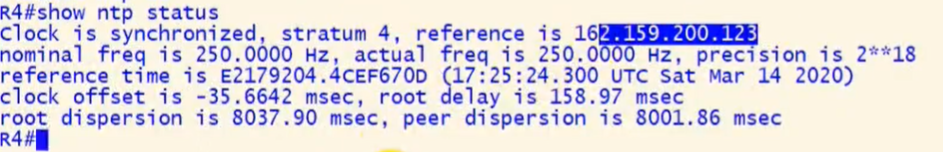 R4#show ntp status
Clock is synchronized, stratum 4, reference is 162.159.200.123
nominal freq is 250.0000 Hz, actual freq is 250.0000 Hz, precision is 2**18
reference time is E2179204.4CEF670D (17:25:24.300 UTC Sat Mar 14 2020)
clock offset is -35.6642 msec, root delay is 158.97 msec
root dispersion is 8037.90 msec, peer dispersion is 8001.86 msec
R4#